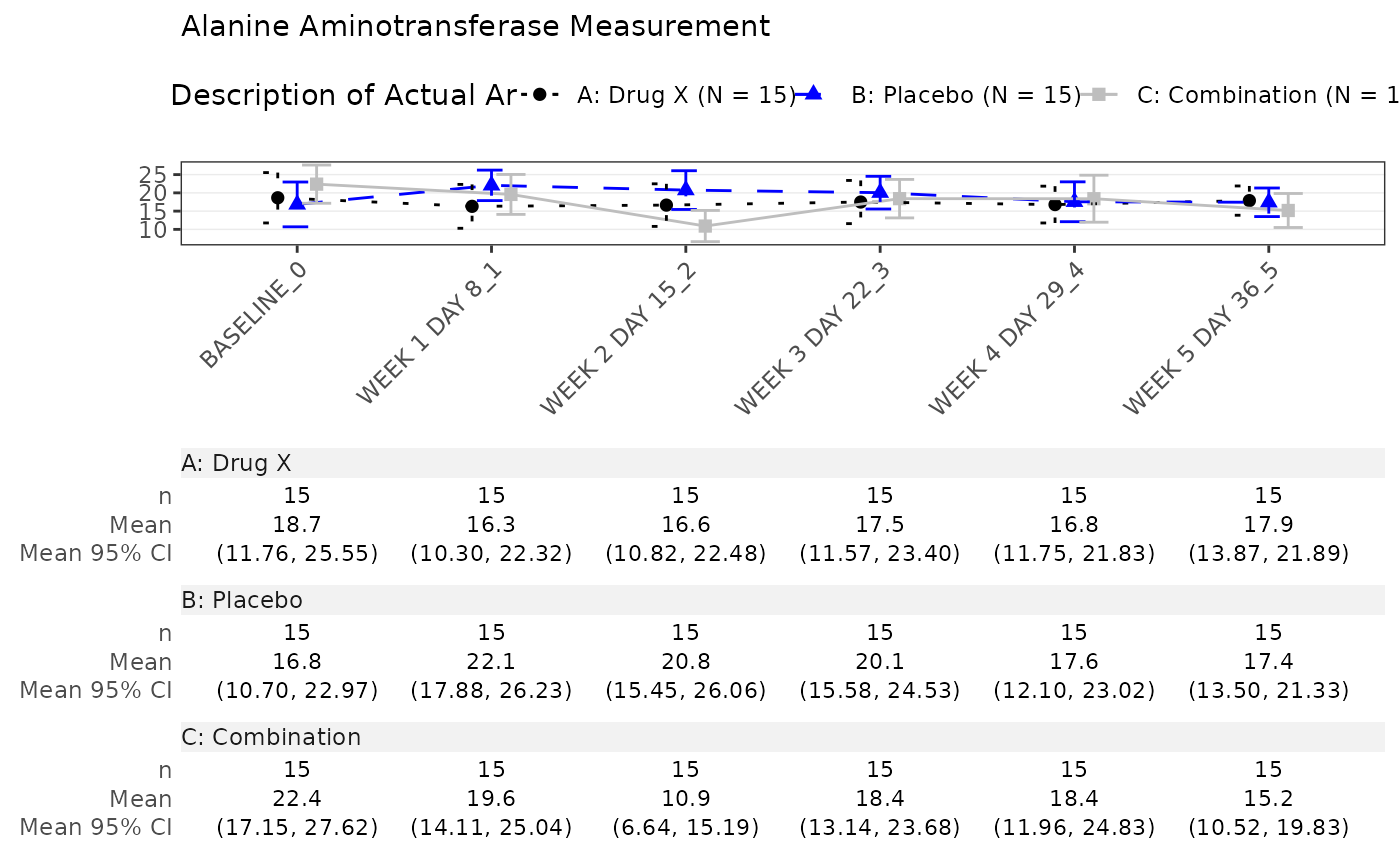 Alanine Aminotransferase Measurement
Description of Actual Ar A: Drug X (N = 15) B: Placebo (N = 15) C: Combination (N = 1
25
20
15
10
BASELINE_0 WEEK 1 DAY 8_1 WEEK 2 DAY 15_2 WEEK 3 DAY 22_3 WEEK 4 DAY 29_4 WEEK 5 DAY 36_5
A: Drug X
n 15 15 15 15 15 15
Mean 18.7 16.3 16.6 17.5 16.8 17.9
Mean 95% CI (11.76, 25.55) (10.30, 22.32) (10.82, 22.48) (11.57, 23.40) (11.75, 21.83) (13.87, 21.89)
B: Placebo
n 15 15 15 15 15 15
Mean 16.8 22.1 20.8 20.1 17.6 17.4
Mean 95% CI (10.70, 22.97) (17.88, 26.23) (15.45, 26.06) (15.58, 24.53) (12.10, 23.02) (13.50, 21.33)
C: Combination
n 15 15 15 15 15 15
Mean 22.4 19.6 10.9 18.4 18.4 15.2
Mean 95% CI (17.15, 27.62) (14.11, 25.04) (6.64, 15.19) (13.14, 23.68) (11.96, 24.83) (10.52, 19.83)